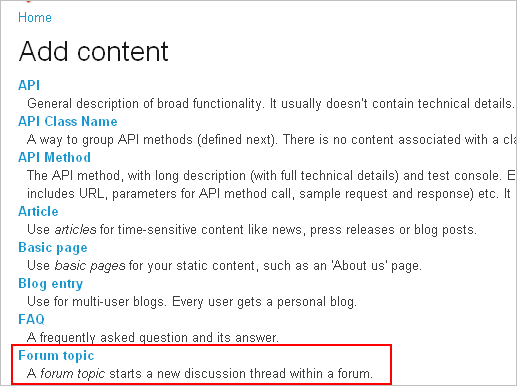 Home
Add content
API
General description of broad functionality. It usually doesn't contain technical details.
API Class Name
A way to group API methods (defined next). There is no content associated with a
API Method
The API method, with long description (with full technical details) and test console.
includes URL, parameters for API method call, sample request and response) etc. It
Article
Use articles for time-sensitive content like news, press releases or blog posts.
Basic page
Use basic pages for your static content, such as an 'About us' page.
Blog entry
Use for multi-user blogs. Every user gets a personal blog.
FAQ
A frequently asked question and its answer.
Forum topic
A forum topic starts a new discussion thread within a forum.